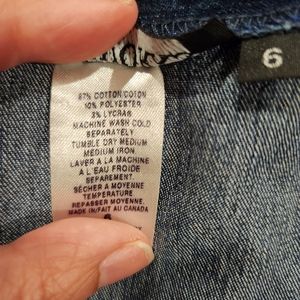 6
87% COTTON/COTON
10% POLYESTER
3% LYCRA®
MACHINE WASH COLD
SEPARATELY
TUMBLE DRY MEDIUM
MEDIUM IRON
LAVER A LA MACHINE
A L'EAU FROIDE
SEPAREMENT.
SÉCHER A MOYENNE
TEMPERATURE
REPASSER MOYENNE.
MADE IN/FAIT AU CANADA